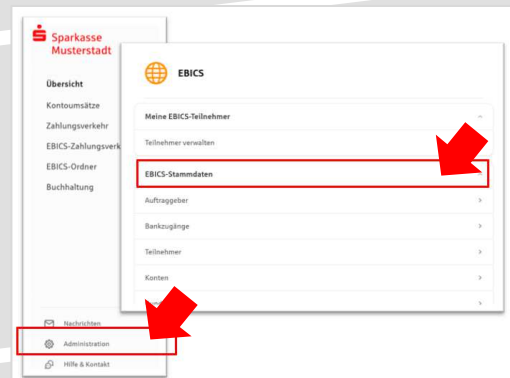 Sparkasse
Musterstadt
Übersicht
Kontoumsätze
Zahlungsverkehr
EBICS-Zahlungsverk
EBICS-Ordner
Buchhaltung
Nachrichten
Administration
Hilfe & Kontakt
EBICS
Meine EBICS-Teilnehmer
Teilnehmer verwalten
EBICS-Stammdaten
Auftraggeber
Bankzugänge
Teilnehmer
Konten